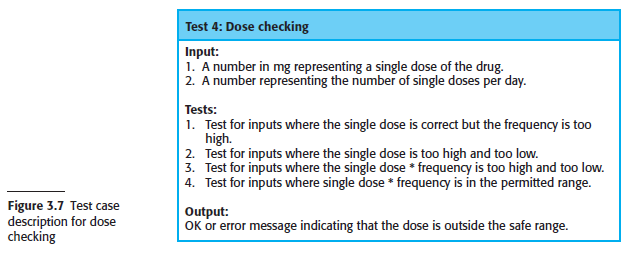 Test 4: Dose checking
Input:
1. A number in mg representing a single dose of the drug.
2. A number representing the number of single doses per day.
Tests:
1. Test for inputs where the single dose is correct but the frequency is too
high.
2. Test for inputs where the single dose is too high and too low.
3. Test for inputs where the single dose * frequency is too high and too low.
4. Test for inputs where single dose * frequency is in the permitted range.
Output:
OK or error message indicating that the dose is outside the safe range.
Figure 3.7 Test case
description for dose
checking